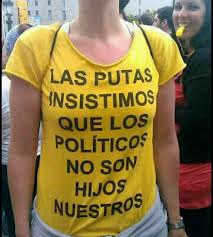 LAS PUTAS
INSISTIMOS
QUE LOS
POLÍTICOS
NO SON
HIJOS
NUESTROS